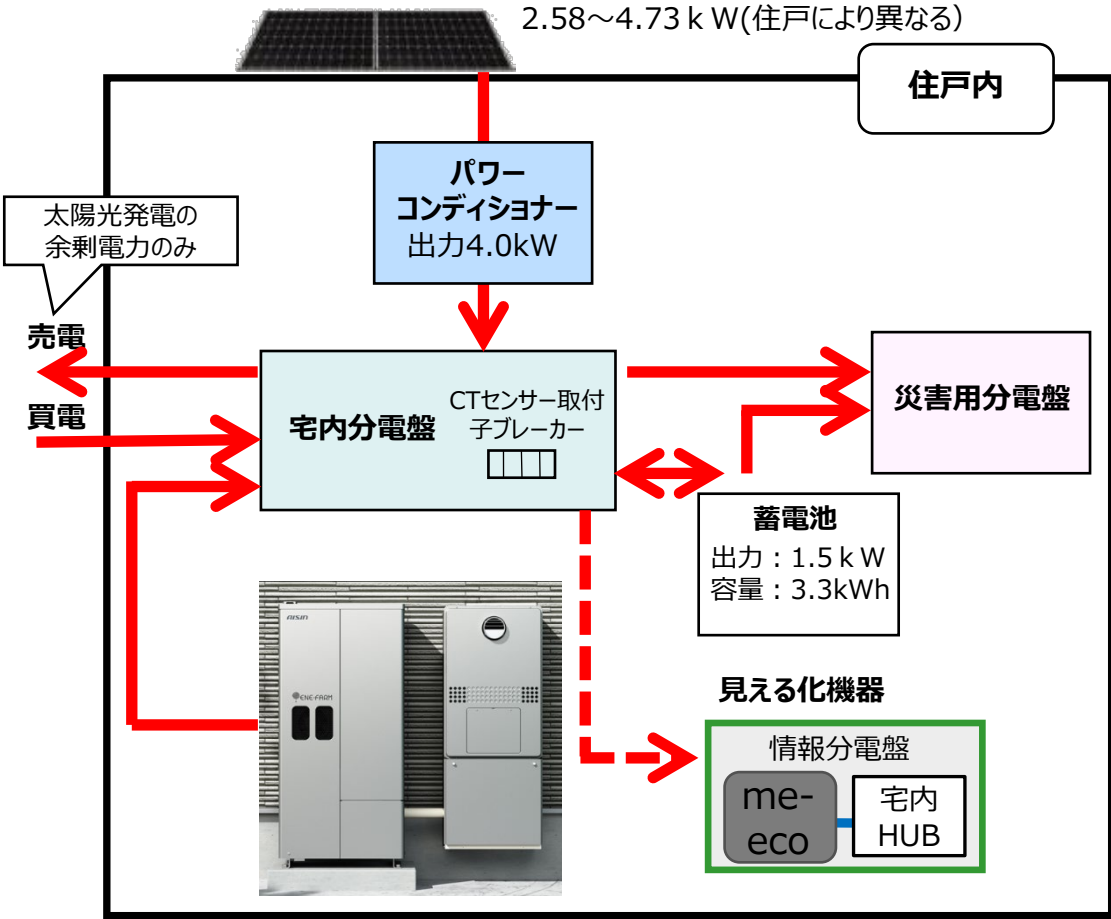 2.58～4.73ｋW(住戸により異なる)
住戸内
パワー
コンディショナー
出力4.0kW
太陽光発電の
余剰電力のみ
売電
買電
宅内分電盤
CTセンサー取付
子ブレーカー
災害用分電盤
蓄電池
出力：1.5ｋW
容量：3.3kWh
AISIN
ENE-FARM
見える化機器
情報分電盤
me-
eco
宅内
HUB